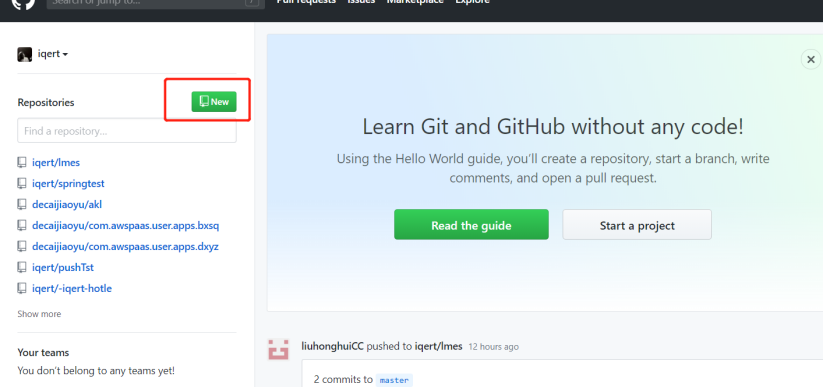 Search or jump to...
/
Pull requests Issues Marketplace Explore
iqert
Repositories
New
Find a repository...
iqert/lmes
iqert/springtest
decaijiaoyu/akl
decaijiaoyu/com.awspaas.user.apps.bxsq
decaijiaoyu/com.awspaas.user.apps.dxyz
iqert/pushTst
iqert/-iqert-hotle
Show more
Your teams
You don't belong to any teams yet!
Learn Git and GitHub without any code!
Using the Hello World guide, you'll create a repository, start a branch, write
comments, and open a pull request.
Read the guide
Start a project
liuhonghuiCC pushed to iqert/lmes 12 hours ago
2 commits to master